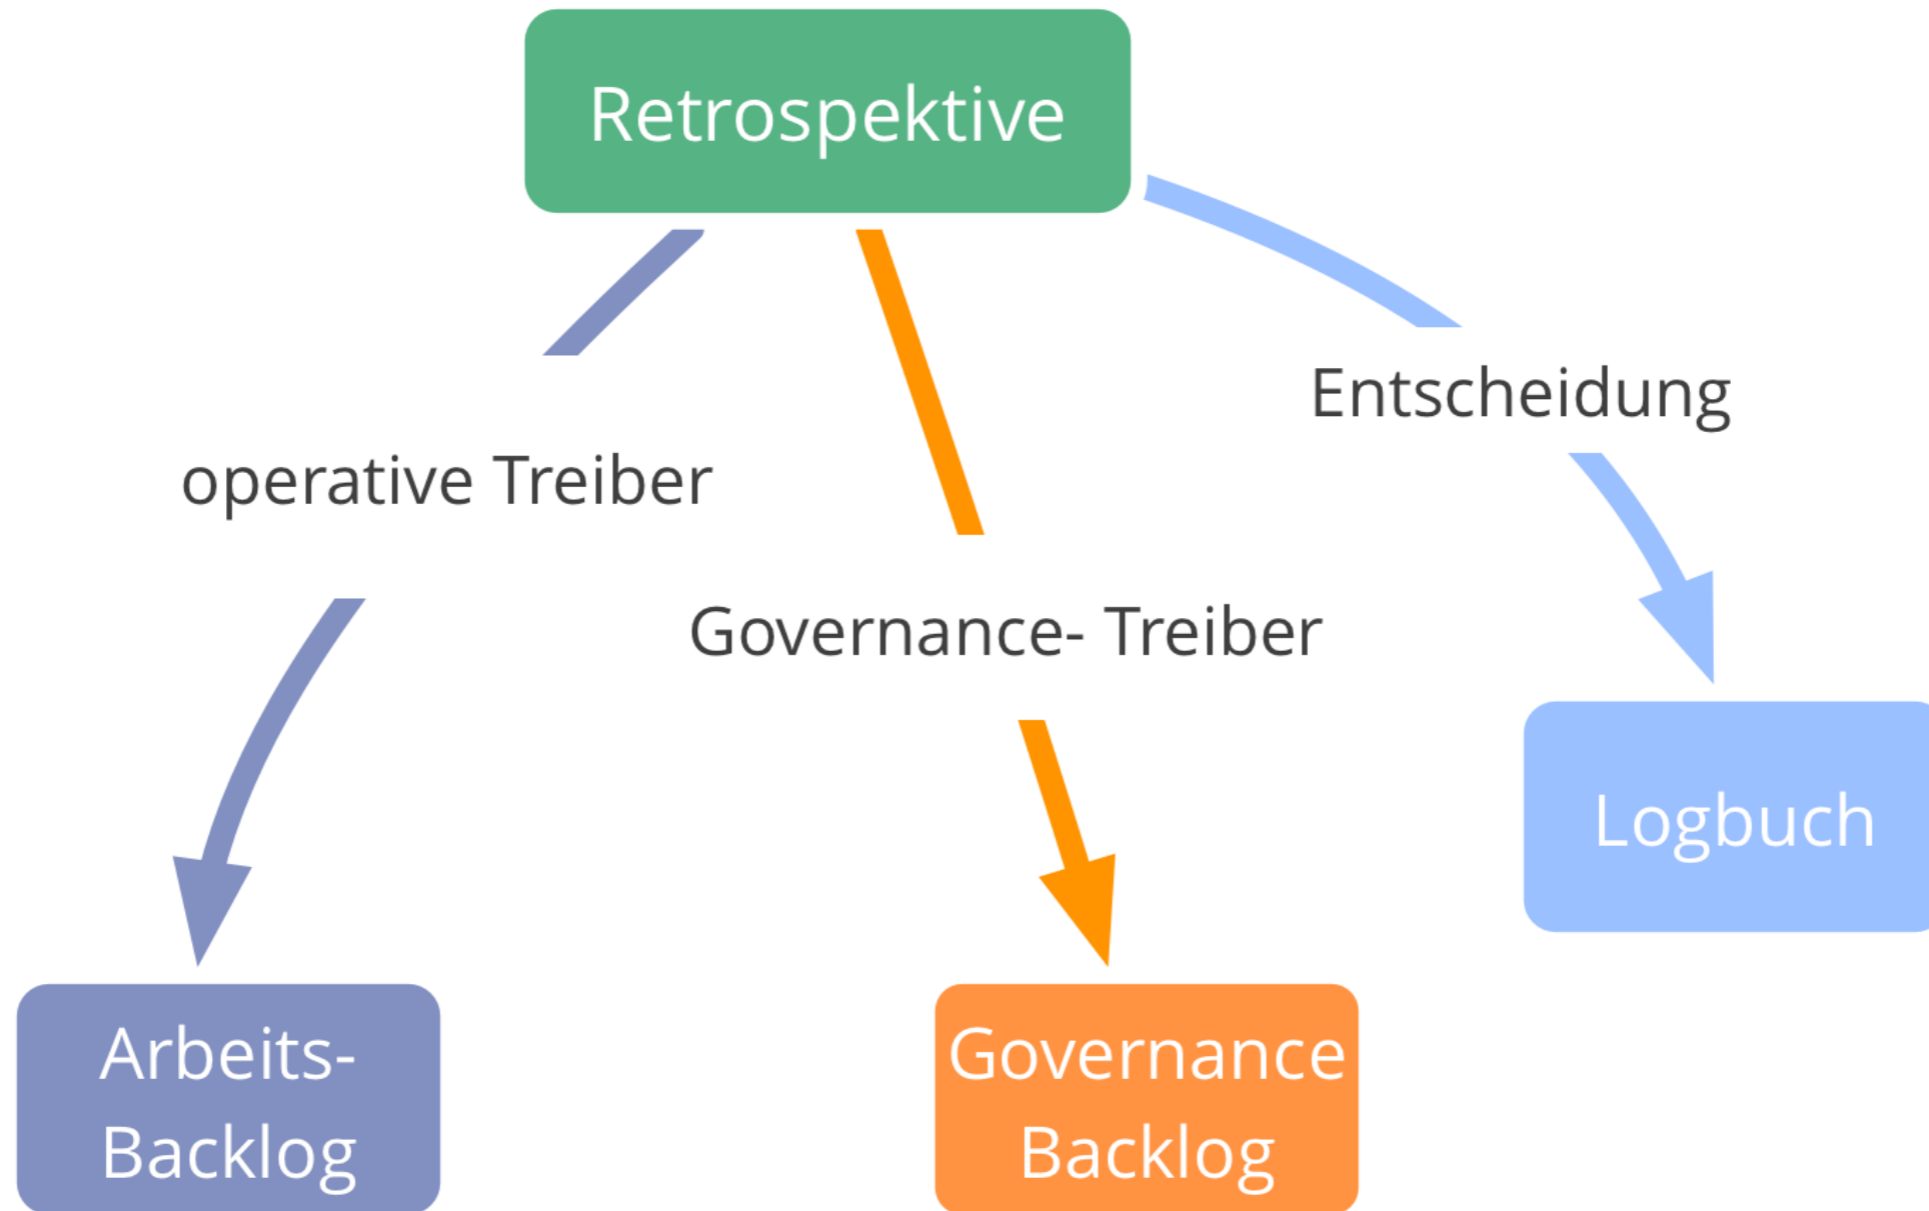 Retrospektive
Entscheidung
operative Treiber
Governance- Treiber
Logbuch
Arbeits-
Backlog
Governance
Backlog